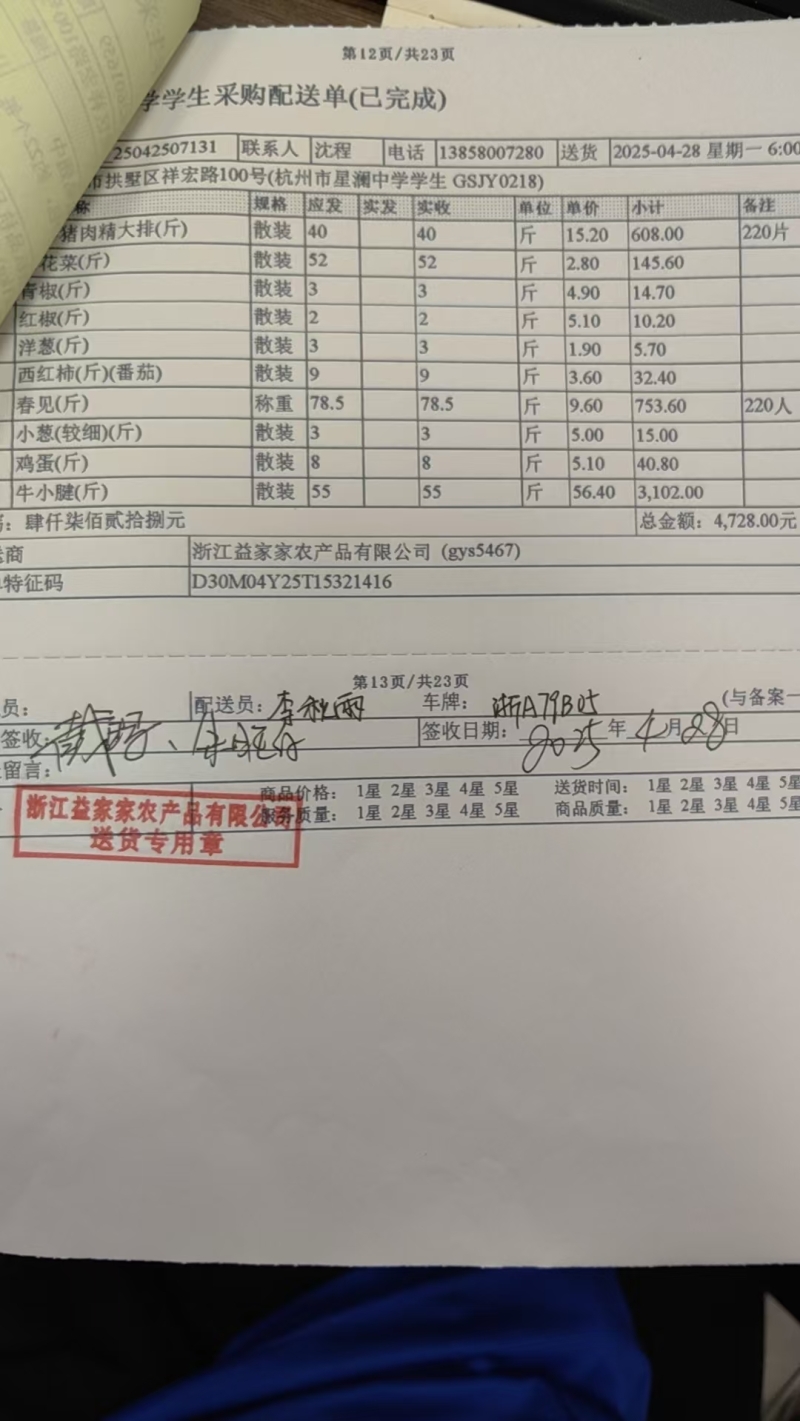 第12页/共23页
学学生采购配送单(已完成)
25042507131 联系人 沈程 电话 13858007280 送货 2025-04-28 星期一 6:00
市拱墅区祥宏路100号(杭州市星澜中学学生 GSJY0218)
称 规格 应发 实发 实收 单位 单价 小计 备注
猪肉精大排(斤) 散装 40 40 斤 15.20 608.00 220片
花菜(斤) 散装 52 52 斤 2.80 145.60
青椒(斤) 散装 3 3 斤 4.90 14.70
红椒(斤) 散装 2 2 斤 5.10 10.20
洋葱(斤) 散装 3 3 斤 1.90 5.70
西红柿(斤)(番茄) 散装 9 9 斤 3.60 32.40
春见(斤) 称重 78.5 78.5 斤 9.60 753.60 220人
小葱(较细)(斤) 散装 3 3 斤 5.00 15.00
鸡蛋(斤) 散装 8 8 斤 5.10 40.80
牛小腱(斤) 散装 55 55 斤 56.40 3,102.00
：肆仟柒佰贰拾捌元 总金额：4,728.00元
送商 浙江益家家农产品有限公司 (gys5467)
特征码 D30M04Y25T15321416
第13页/共23页
员： 配送员： 车牌： 浙A79B (与备案一
签收： 签收日期： 2025年4月28日
留言：
商品价格： 1星 2星 3星 4星 5星 送货时间： 1星 2星 3星 4星 5星
服务质量： 1星 2星 3星 4星 5星 商品质量： 1星 2星 3星 4星 5星
浙江益家家农产品有限公司
送货专用章